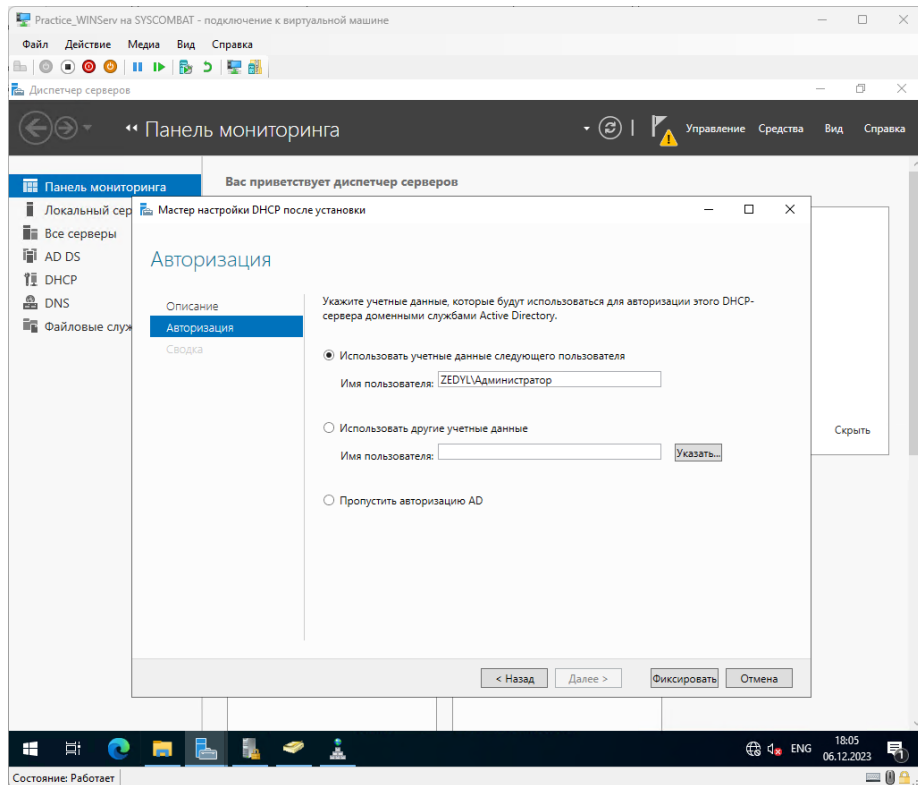 Practice_WINServ на SYSCOMBAT - подключение к виртуальной машине
Файл Действие Медиа Вид Справка
Диспетчер серверов
Панель мониторинга
Управление Средства Вид Справка
Панель мониторинга
Локальный сер
Все серверы
AD DS
DHCP
DNS
Файловые служ
Вас приветствует диспетчер серверов
Мастер настройки DHCP после установки
Авторизация
Описание
Авторизация
Сводка
Укажите учетные данные, которые будут использоваться для авторизации этого DHCP-
сервера доменными службами Active Directory.
Использовать учетные данные следующего пользователя
Имя пользователя: ZEDYL\Администратор
Использовать другие учетные данные
Имя пользователя: Указать...
Пропустить авторизацию AD
Скрыть
< Назад Далее > Фиксировать Отмена
ENG 18:05
06.12.2023
1
Состояние: Работает